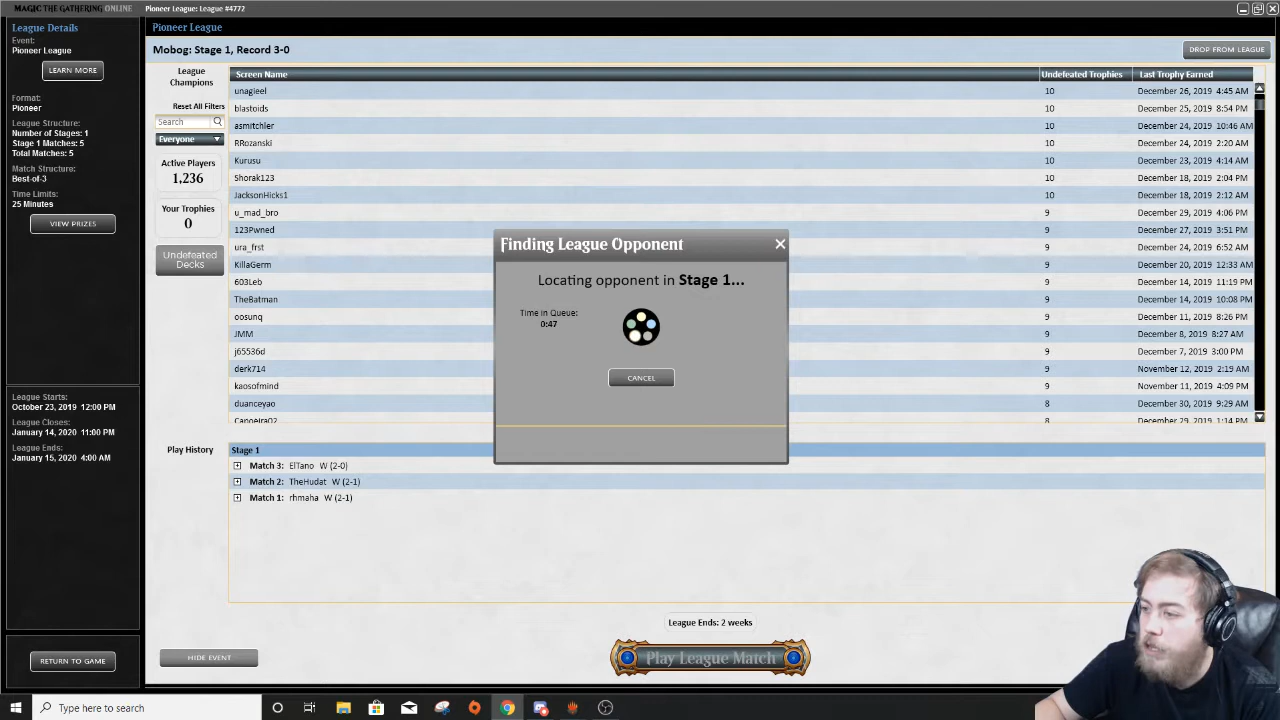 MAGIC THE GATHERING ONLINE
Pioneer League: League #4772
League Details
Event:
Pioneer League
LEARN MORE
Format:
Pioneer
League Structure:
Number of Stages: 1
Stage 1 Matches: 5
Total Matches: 5
Match Structure:
Best-of-3
Time Limits:
25 Minutes
VIEW PRIZES
League Starts:
October 23, 2019 12:00 PM
League Closes:
January 14, 2020 11:00 PM
League Ends:
January 15, 2020 4:00 AM
RETURN TO GAME
Pioneer League
Mobog: Stage 1, Record 3-0
DROP FROM LEAGUE
League
Champions
Reset All Filters
Search
Everyone
Active Players
1,236
Your Trophies
0
Undefeated
Decks
Screen Name Undefeated Trophies Last Trophy Earned
unagieel 10 December 26, 2019 4:45 AM
blastoids 10 December 25, 2019 8:54 PM
asmitchler 10 December 24, 2019 10:46 AM
RRozanski 10 December 24, 2019 2:20 AM
Kurusu 10 December 23, 2019 4:14 AM
Shorak123 10 December 18, 2019 2:04 PM
JacksonHicks1 10 December 18, 2019 2:12 AM
u_mad_bro 9 December 29, 2019 4:06 PM
123Pwned 9 December 27, 2019 3:51 PM
ura_frst 9 December 24, 2019 6:52 AM
KillaGerm 9 December 20, 2019 12:33 AM
603Leb 9 December 14, 2019 11:19 PM
TheBatman 9 December 14, 2019 10:08 PM
oosunq 9 December 11, 2019 8:26 PM
JMM 9 December 8, 2019 8:27 AM
j65536d 9 December 7, 2019 3:00 PM
derk714 9 November 12, 2019 2:19 AM
kaosofmind 9 November 11, 2019 4:09 PM
duanceyao 8 December 30, 2019 9:29 AM
Capoeira02 8 December 29, 2019 1:14 PM
Finding League Opponent
Locating opponent in Stage 1...
Time in Queue:
0:47
CANCEL
Play History
Stage 1
Match 3: ElTano W (2-0)
Match 2: TheHudat W (2-1)
Match 1: rhmaha W (2-1)
League Ends: 2 weeks
HIDE EVENT
Play League Match
Type here to search